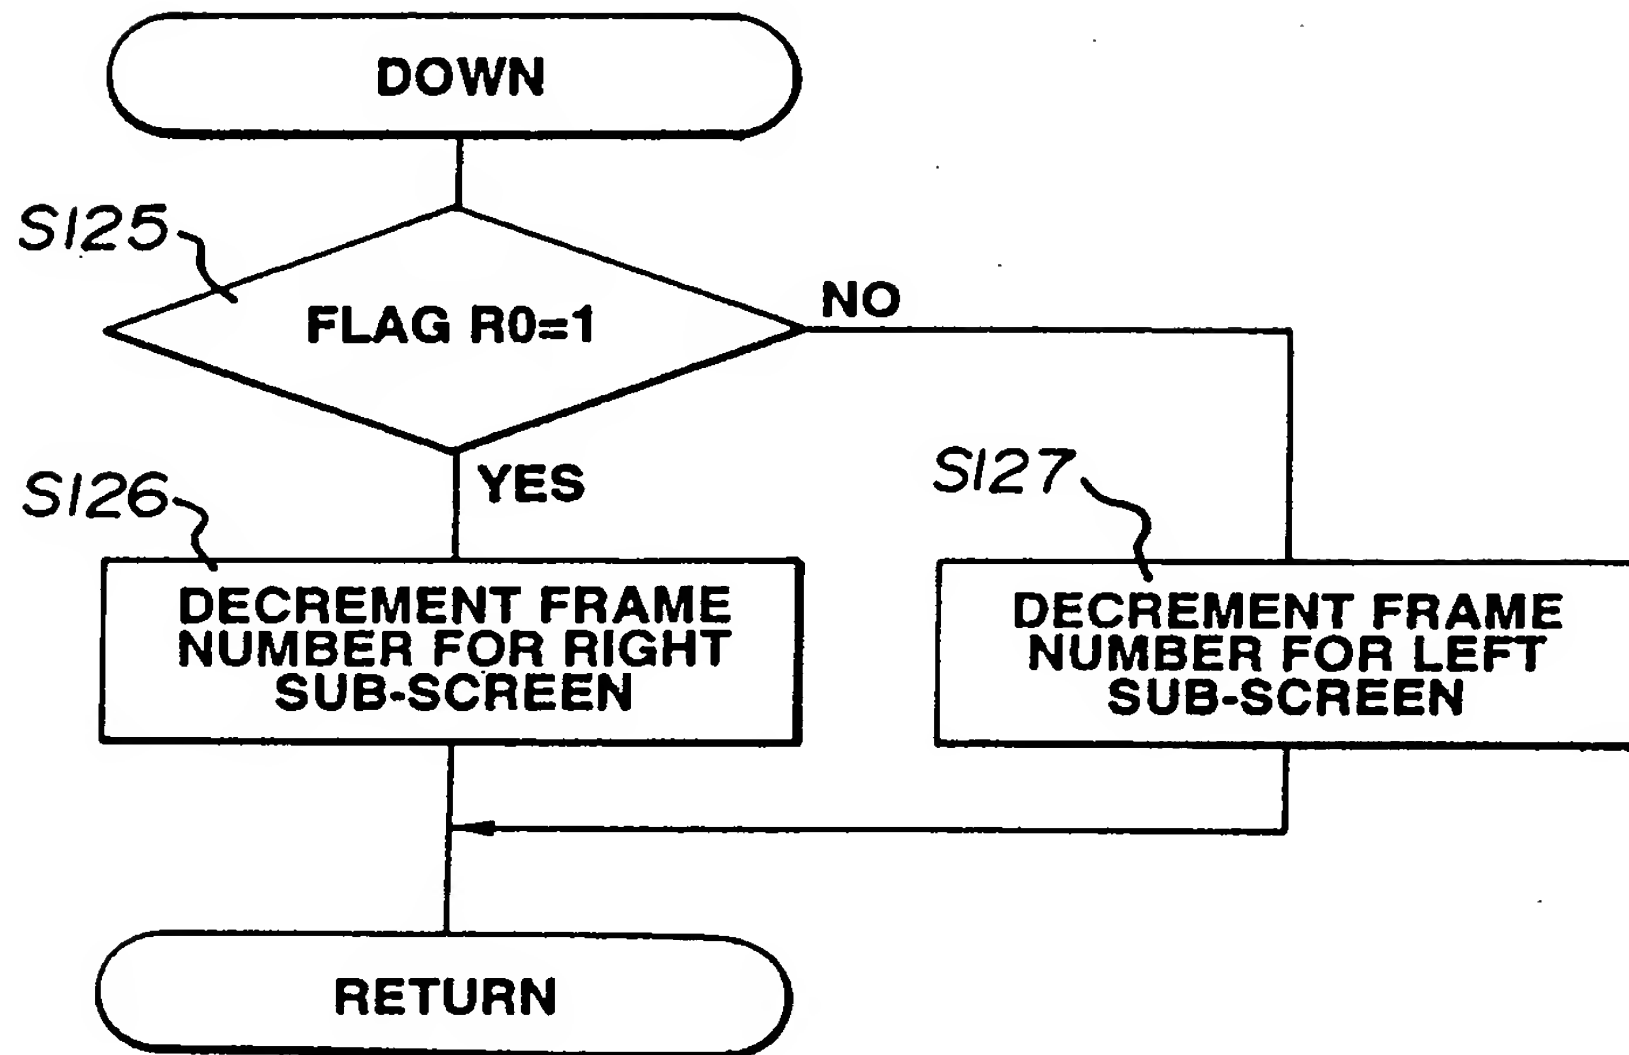 DOWN
S125
FLAG R0=1
NO
YES
S126
DECREMENT FRAME
NUMBER FOR RIGHT
SUB-SCREEN
S127
DECREMENT FRAME
NUMBER FOR LEFT
SUB-SCREEN
RETURN